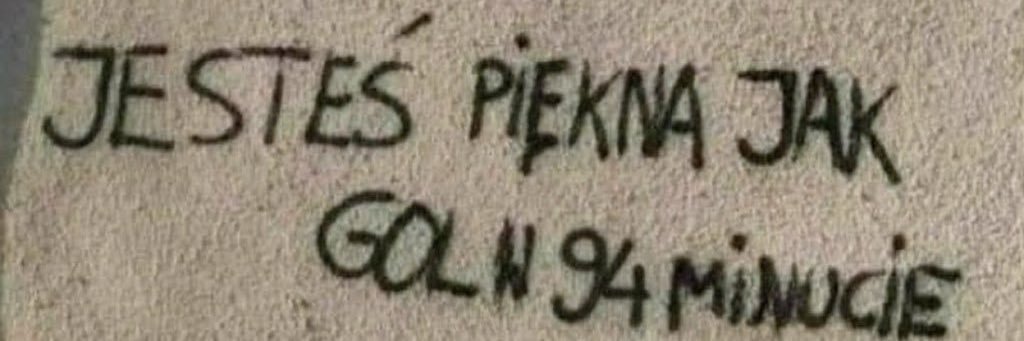 JESTEŚ PIĘKNA JAK
GOL W 94 MINUCIE